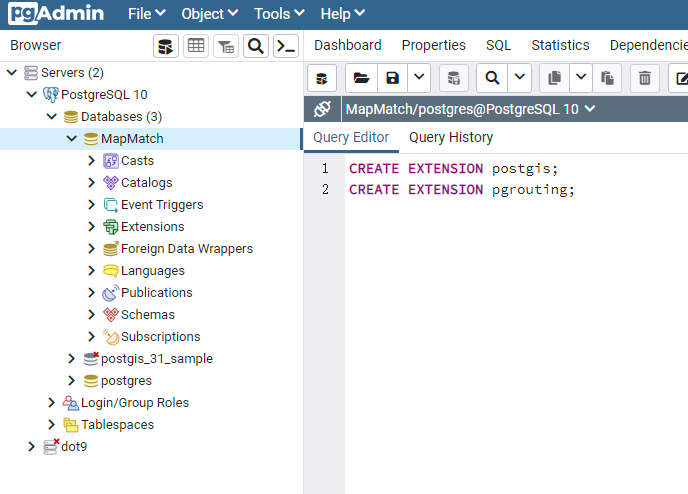 pgAdmin File Object Tools Help
Browser
Dashboard Properties SQL Statistics Dependencie
Servers (2)
PostgreSQL 10
Databases (3)
MapMatch
Casts
Catalogs
Event Triggers
Extensions
Foreign Data Wrappers
Languages
Publications
Schemas
Subscriptions
postgis_31_sample
postgres
Login/Group Roles
Tablespaces
dot9
MapMatch/postgres@PostgreSQL 10
Query Editor Query History
1 CREATE EXTENSION postgis;
2 CREATE EXTENSION pgrouting;